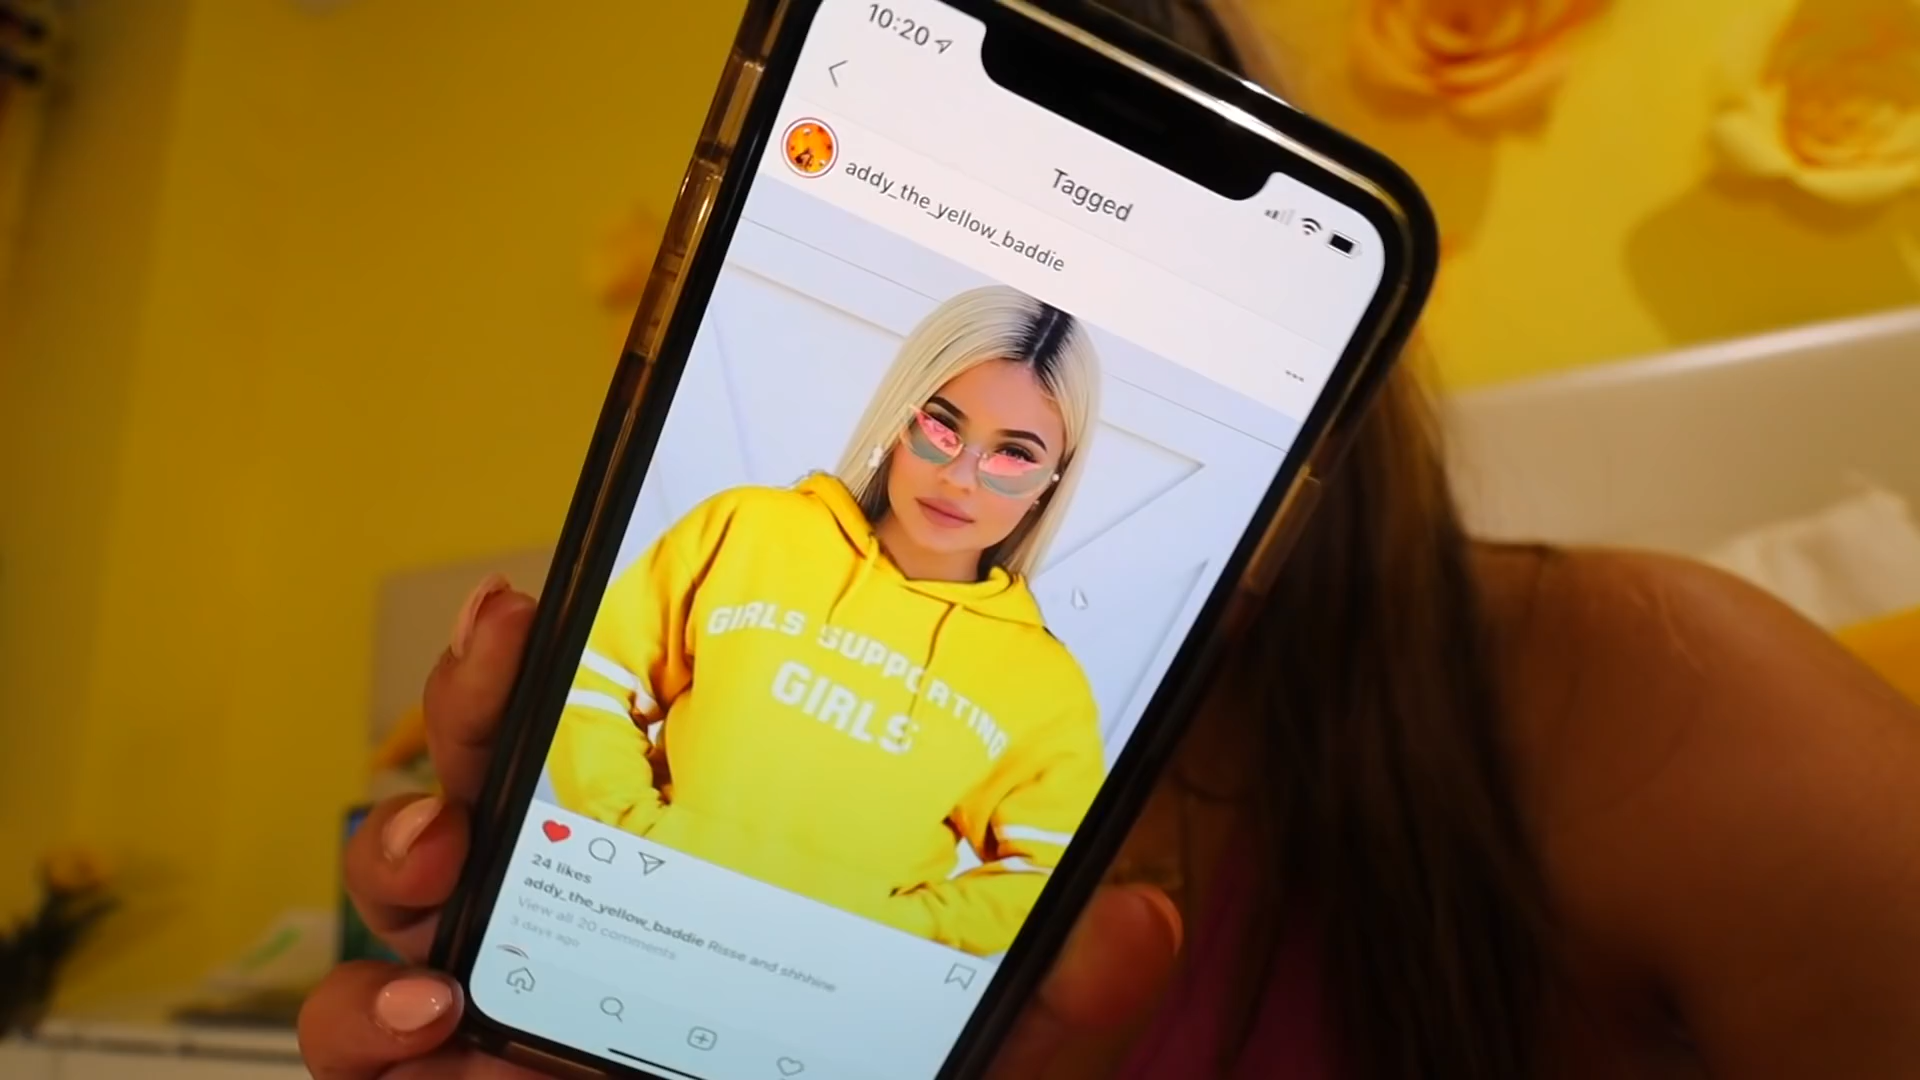 10:20
Tagged
addy_the_yellow_baddie
GIRLS SUPPORTING
GIRLS
24 likes
addy_the_yellow_baddie Risse and shhhine
View all 20 comments
3 days ago